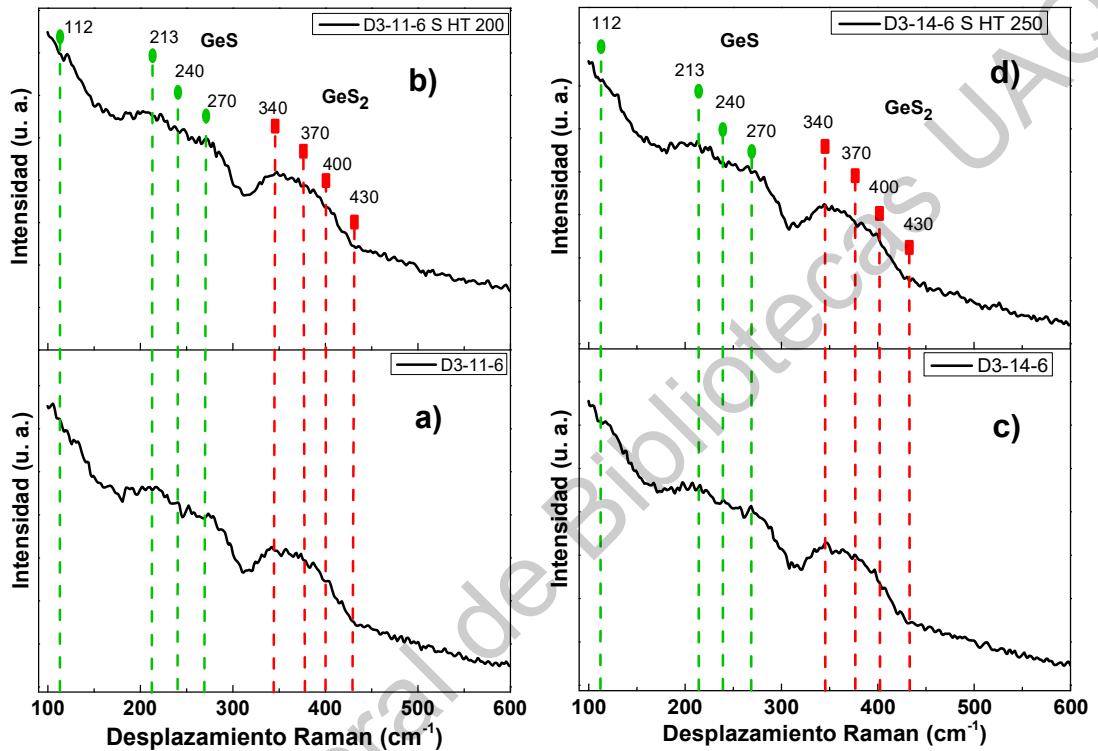 D3-11-6 S HT 200
112
213
GeS
b)
240
270
340
GeS₂
370
400
430
Intensidad (u. a.)
D3-11-6
a)
Intensidad (u. a.)
100 200 300 400 500 600
Desplazamiento Raman (cm⁻¹)
D3-14-6 S HT 250
112
GeS
d)
213
240
270
340
GeS₂
370
400
430
Intensidad (u. a.)
D3-14-6
c)
Intensidad (u. a.)
100 200 300 400 500 600
Desplazamiento Raman (cm⁻¹)
eral de Bibliotecas UAQ